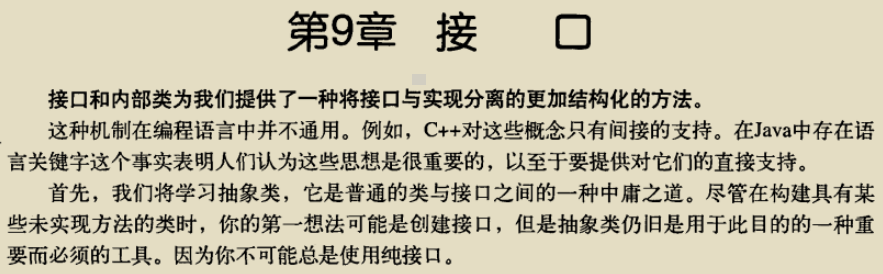 第9章 接 口
接口和内部类为我们提供了一种将接口与实现分离的更加结构化的方法。
这种机制在编程语言中并不通用。例如，C++对这些概念只有间接的支持。在Java中存在语
言关键字这个事实表明人们认为这些思想是很重要的，以至于要提供对它们的直接支持。
首先，我们将学习抽象类，它是普通的类与接口之间的一种中庸之道。尽管在构建具有某
些未实现方法的类时，你的第一想法可能是创建接口，但是抽象类仍旧是用于此目的的一种重
要而必须的工具。因为你不可能总是使用纯接口。